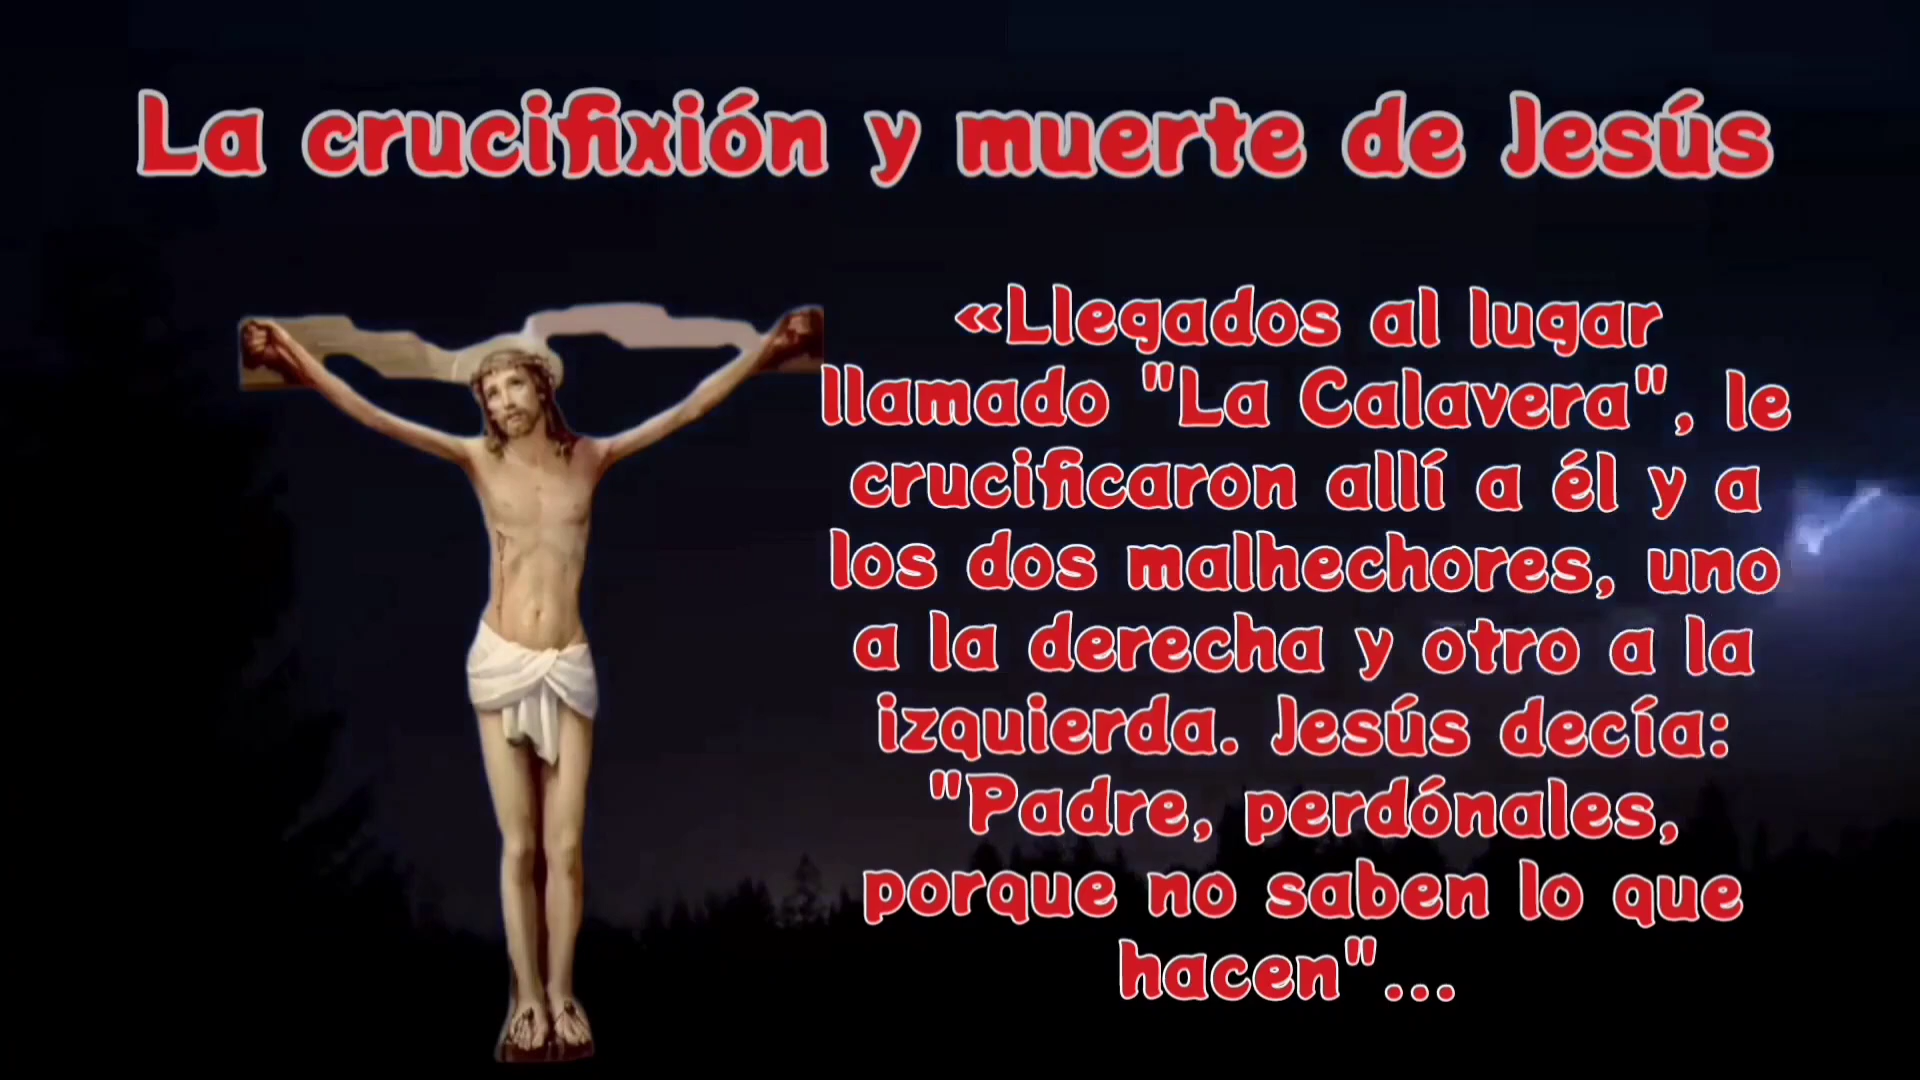 La crucifixión y muerte de Jesús
«Llegados al lugar
llamado "La Calavera", le
crucificaron allí a él y a
los dos malhechores, uno
a la derecha y otro a la
izquierda. Jesús decía:
"Padre, perdónales,
porque no saben lo que
hacen"...